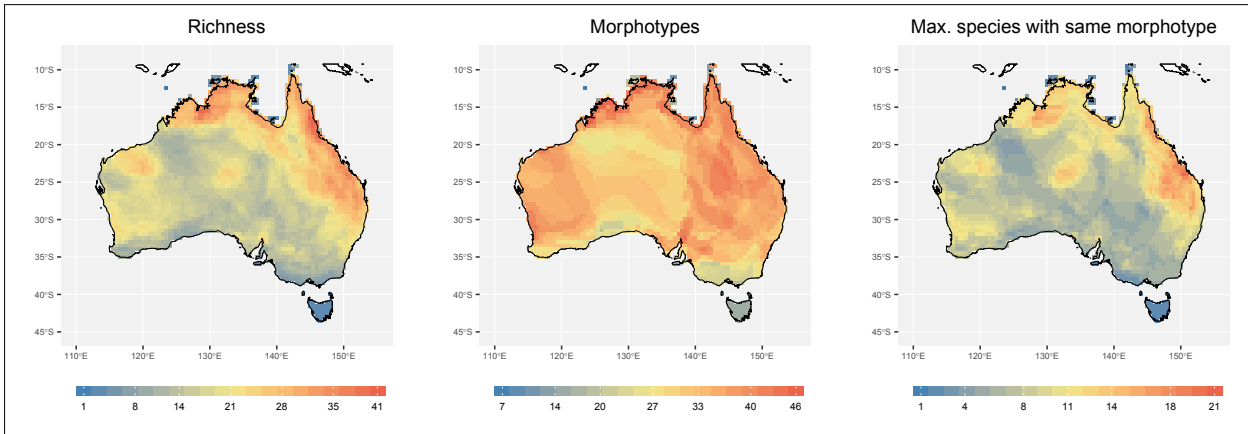 Richness
10°S
15°S
20°S
25°S
30°S
35°S
40°S
45°S
110°E 120°E 130°E 140°E 150°E
1 8 14 21 28 35 41
Morphotypes
10°S
15°S
20°S
25°S
30°S
35°S
40°S
45°S
110°E 120°E 130°E 140°E 150°E
7 14 20 27 33 40 46
Max. species with same morphotype
10°S
15°S
20°S
25°S
30°S
35°S
40°S
45°S
110°E 120°E 130°E 140°E 150°E
1 4 8 11 14 18 21